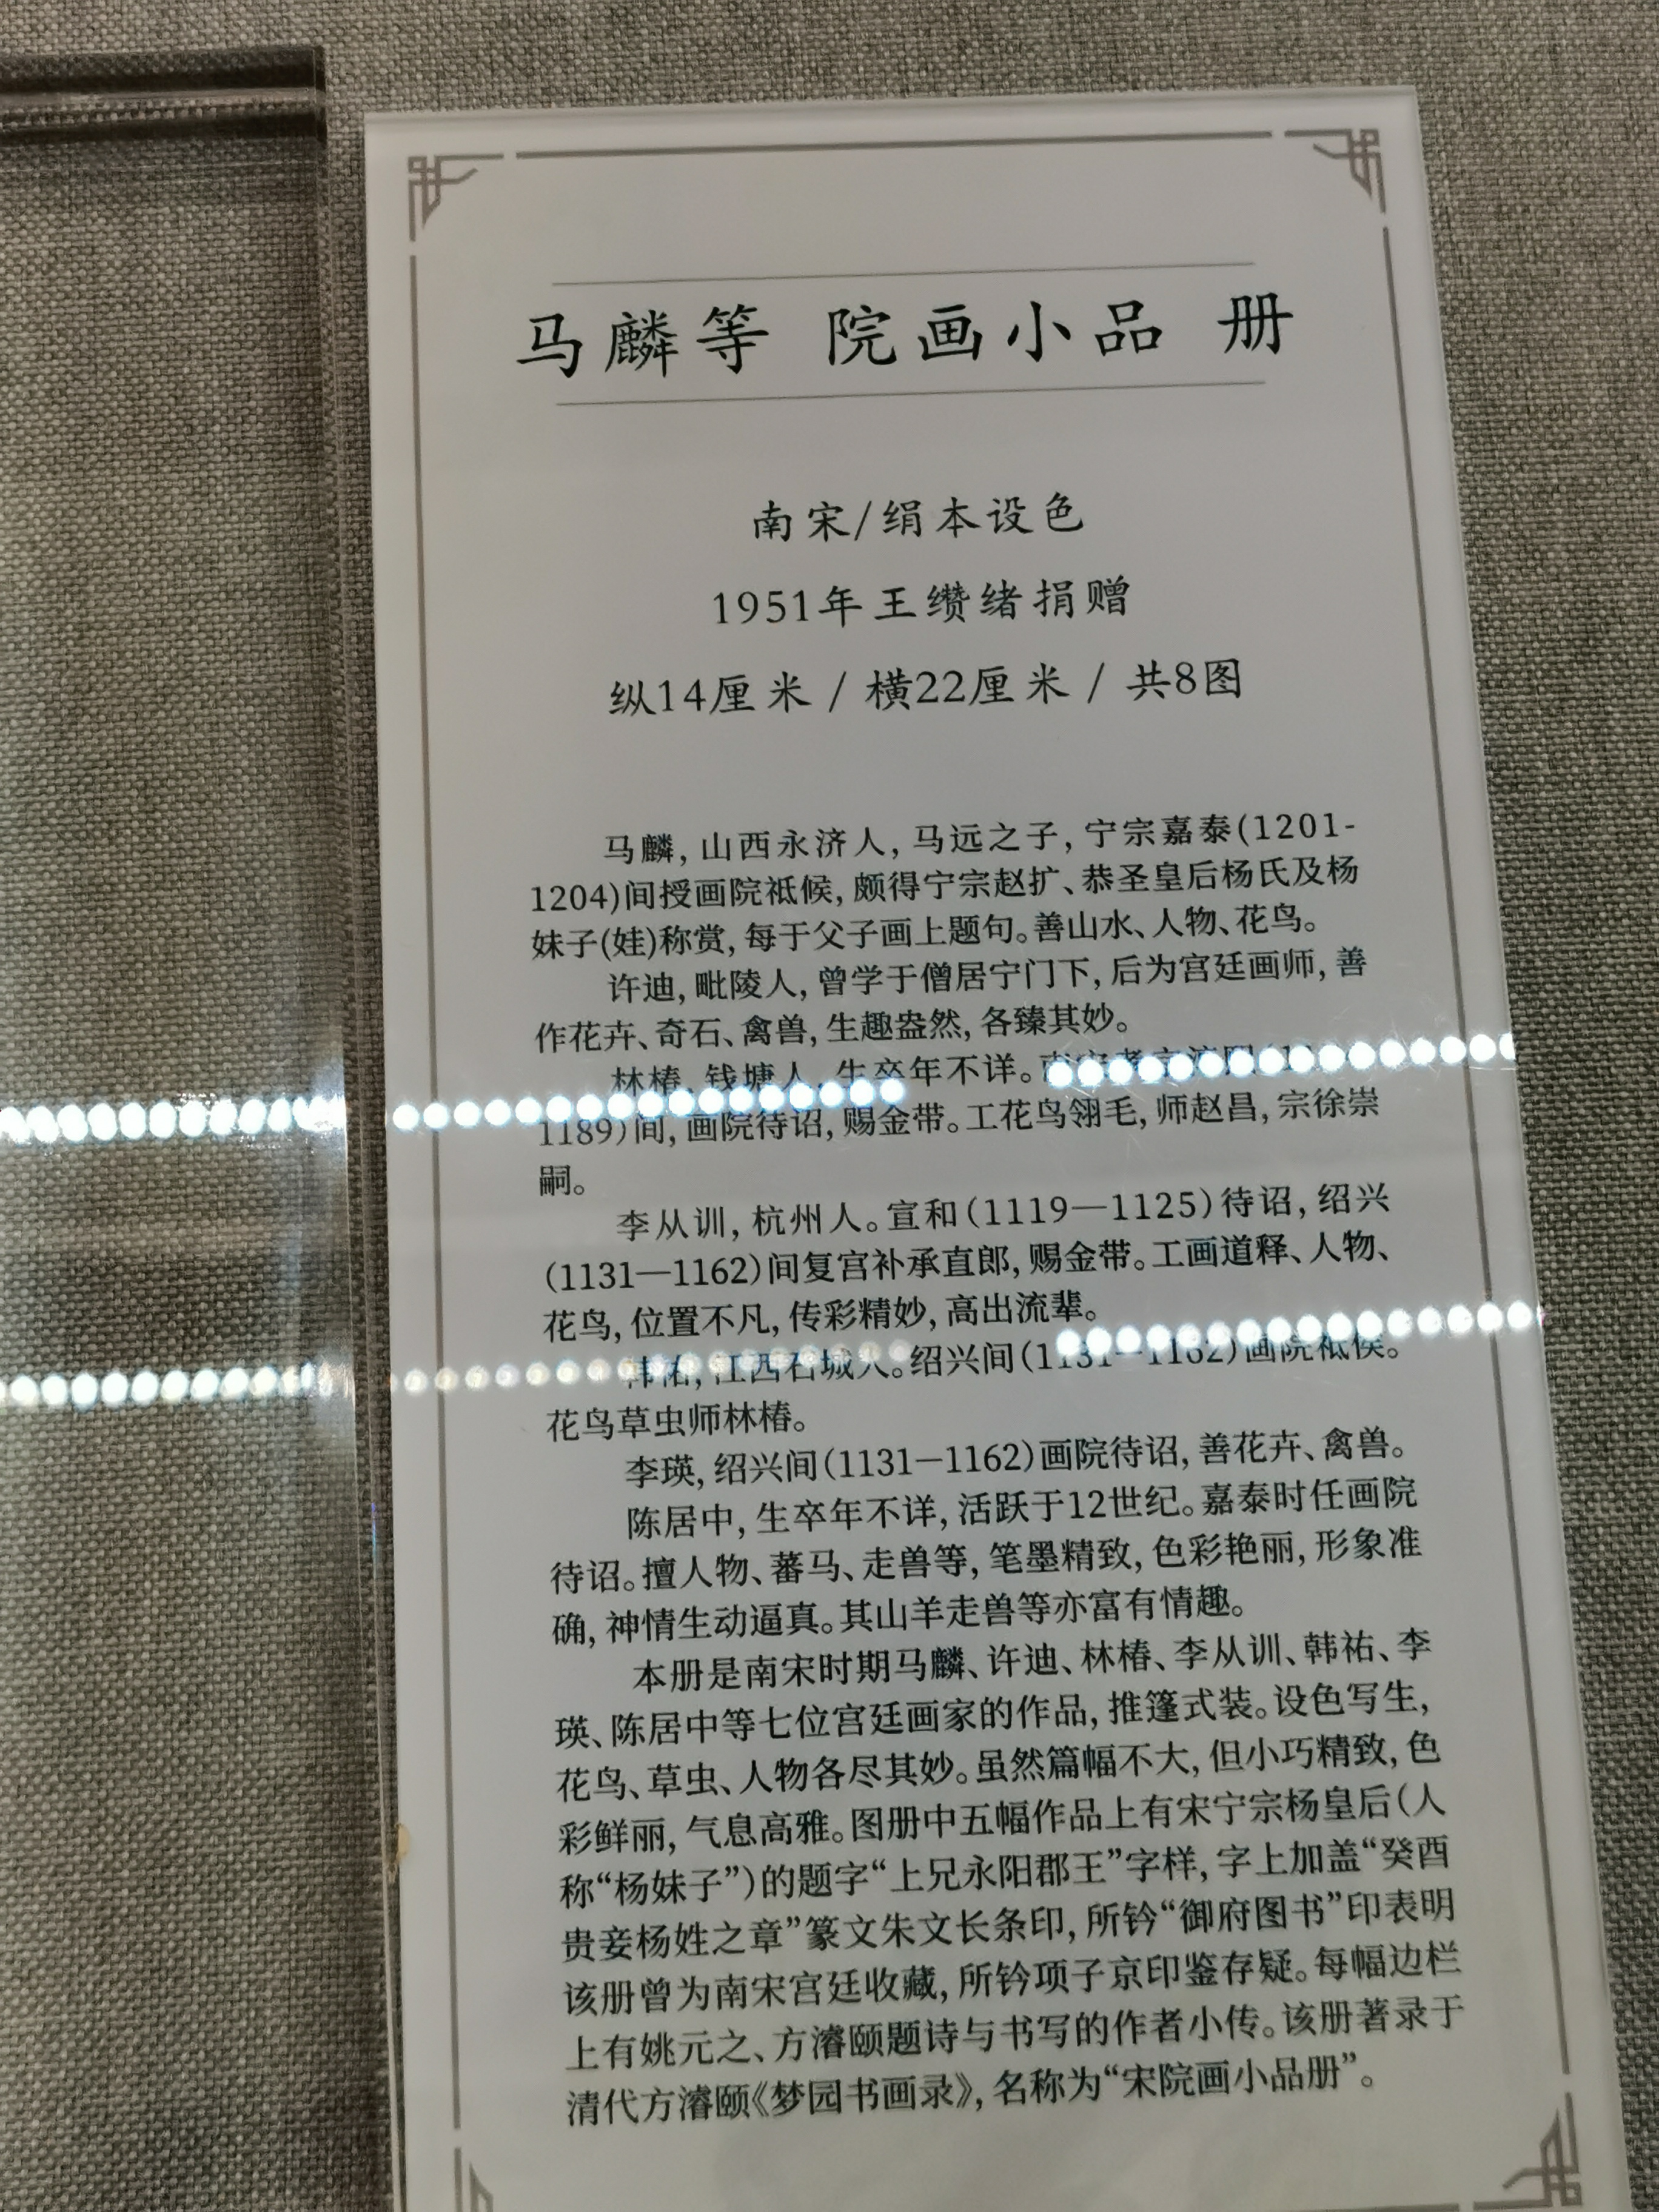 马麟等 院画小品 册
南宋/绢本设色
1951年王缵绪捐赠
纵14厘米 / 横22厘米 / 共8图
马麟,山西永济人,马远之子,宁宗嘉泰(1201-
1204)间授画院祗候,颇得宁宗赵扩、恭圣皇后杨氏及杨
妹子(娃)称赏,每于父子画上题句。善山水、人物、花鸟。
许迪,毗陵人,曾学于僧居宁门下,后为宫廷画师,善
作花卉、奇石、禽兽,生趣盎然,各臻其妙。
林椿、钱塘人,生卒年不详。
1189)间,画院待诏,赐金带。工花鸟翎毛,师赵昌,宗徐崇
嗣。
李从训,杭州人。宣和(1119—1125)待诏,绍兴
(1131—1162)间复宫补承直郎,赐金带。工画道释、人物、
花鸟,位置不凡,传彩精妙,高出流辈。
江西石城人。绍兴间(1131—1162)画院祗候。
花鸟草虫师林椿。
李瑛,绍兴间(1131—1162)画院待诏,善花卉、禽兽。
陈居中,生卒年不详,活跃于12世纪。嘉泰时任画院
待诏。擅人物、蕃马、走兽等,笔墨精致,色彩艳丽,形象准
确,神情生动逼真。其山羊走兽等亦富有情趣。
本册是南宋时期马麟、许迪、林椿、李从训、韩祐、李
瑛、陈居中等七位宫廷画家的作品,推篷式装。设色写生,
花鸟、草虫、人物各尽其妙。虽然篇幅不大,但小巧精致,色
彩鲜丽,气息高雅。图册中五幅作品上有宋宁宗杨皇后(人
称“杨妹子”)的题字“上兄永阳郡王”字样,字上加盖“癸酉
贵妾杨姓之章”篆文朱文长条印,所钤“御府图书”印表明
该册曾为南宋宫廷收藏,所钤项子京印鉴存疑。每幅边栏
上有姚元之、方濬颐题诗与书写的作者小传。该册著录于
清代方濬颐《梦园书画录》,名称为“宋院画小品册”。